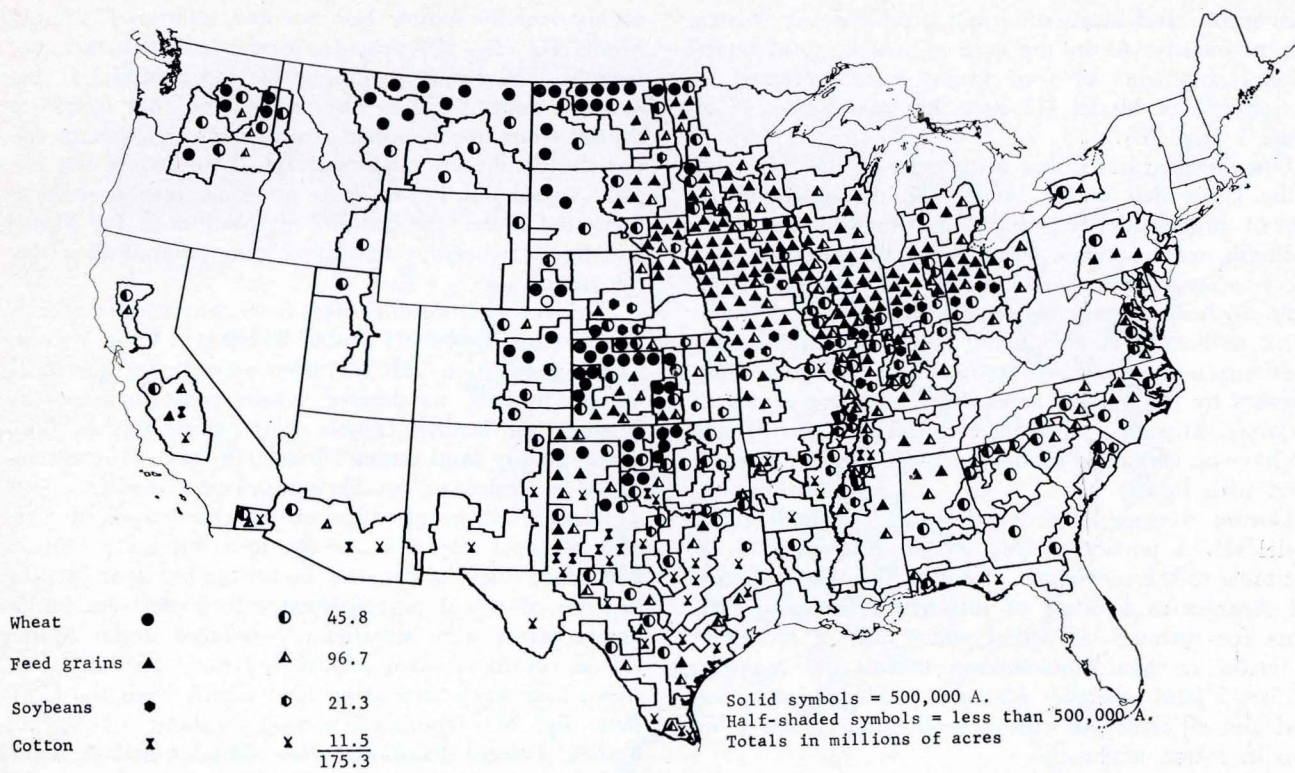 Wheat 45.8
Feed grains 96.7
Soybeans 21.3
Cotton 11.5
175.3
Solid symbols = 500,000 A.
Half-shaded symbols = less than 500,000 A.
Totals in millions of acres